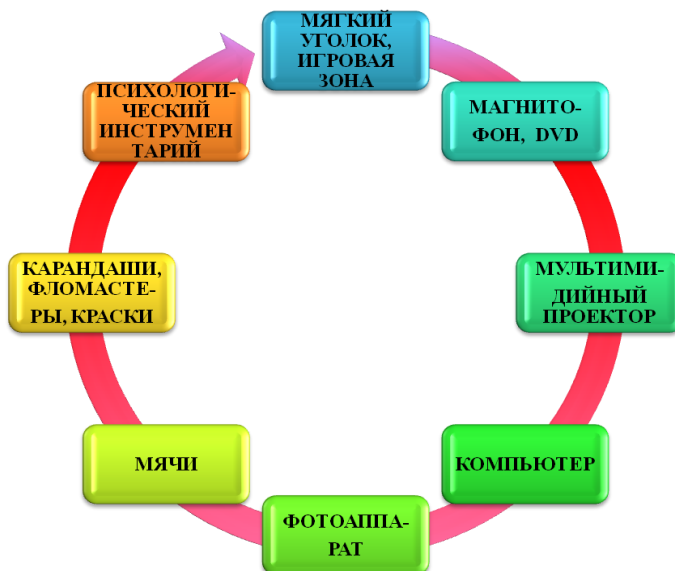 МЯГКИЙ
УГОЛОК,
ИГРОВАЯ
ЗОНА
МАГНИТО-
ФОН, DVD
МУЛЬТИМИ-
ДИЙНЫЙ
ПРОЕКТОР
КОМПЬЮТЕР
ФОТОАППА-
РАТ
МЯЧИ
КАРАНДАШИ,
ФЛОМАСТЕ-
РЫ, КРАСКИ
ПСИХОЛОГИ-
ЧЕСКИЙ
ИНСТРУМЕН
ТАРИЙ